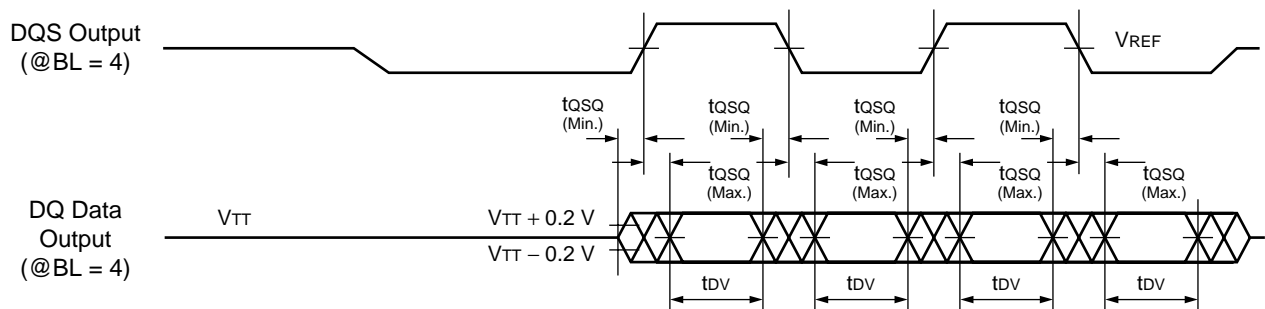 DQS Output
(@BL = 4)
VREF
tQSQ
(Min.)
tQSQ
(Min.)
tQSQ
(Min.)
tQSQ
(Min.)
tQSQ
(Max.)
tQSQ
(Max.)
tQSQ
(Max.)
tQSQ
(Max.)
DQ Data
Output
(@BL = 4)
VTT
VTT + 0.2 V
VTT – 0.2 V
tDV
tDV
tDV
tDV